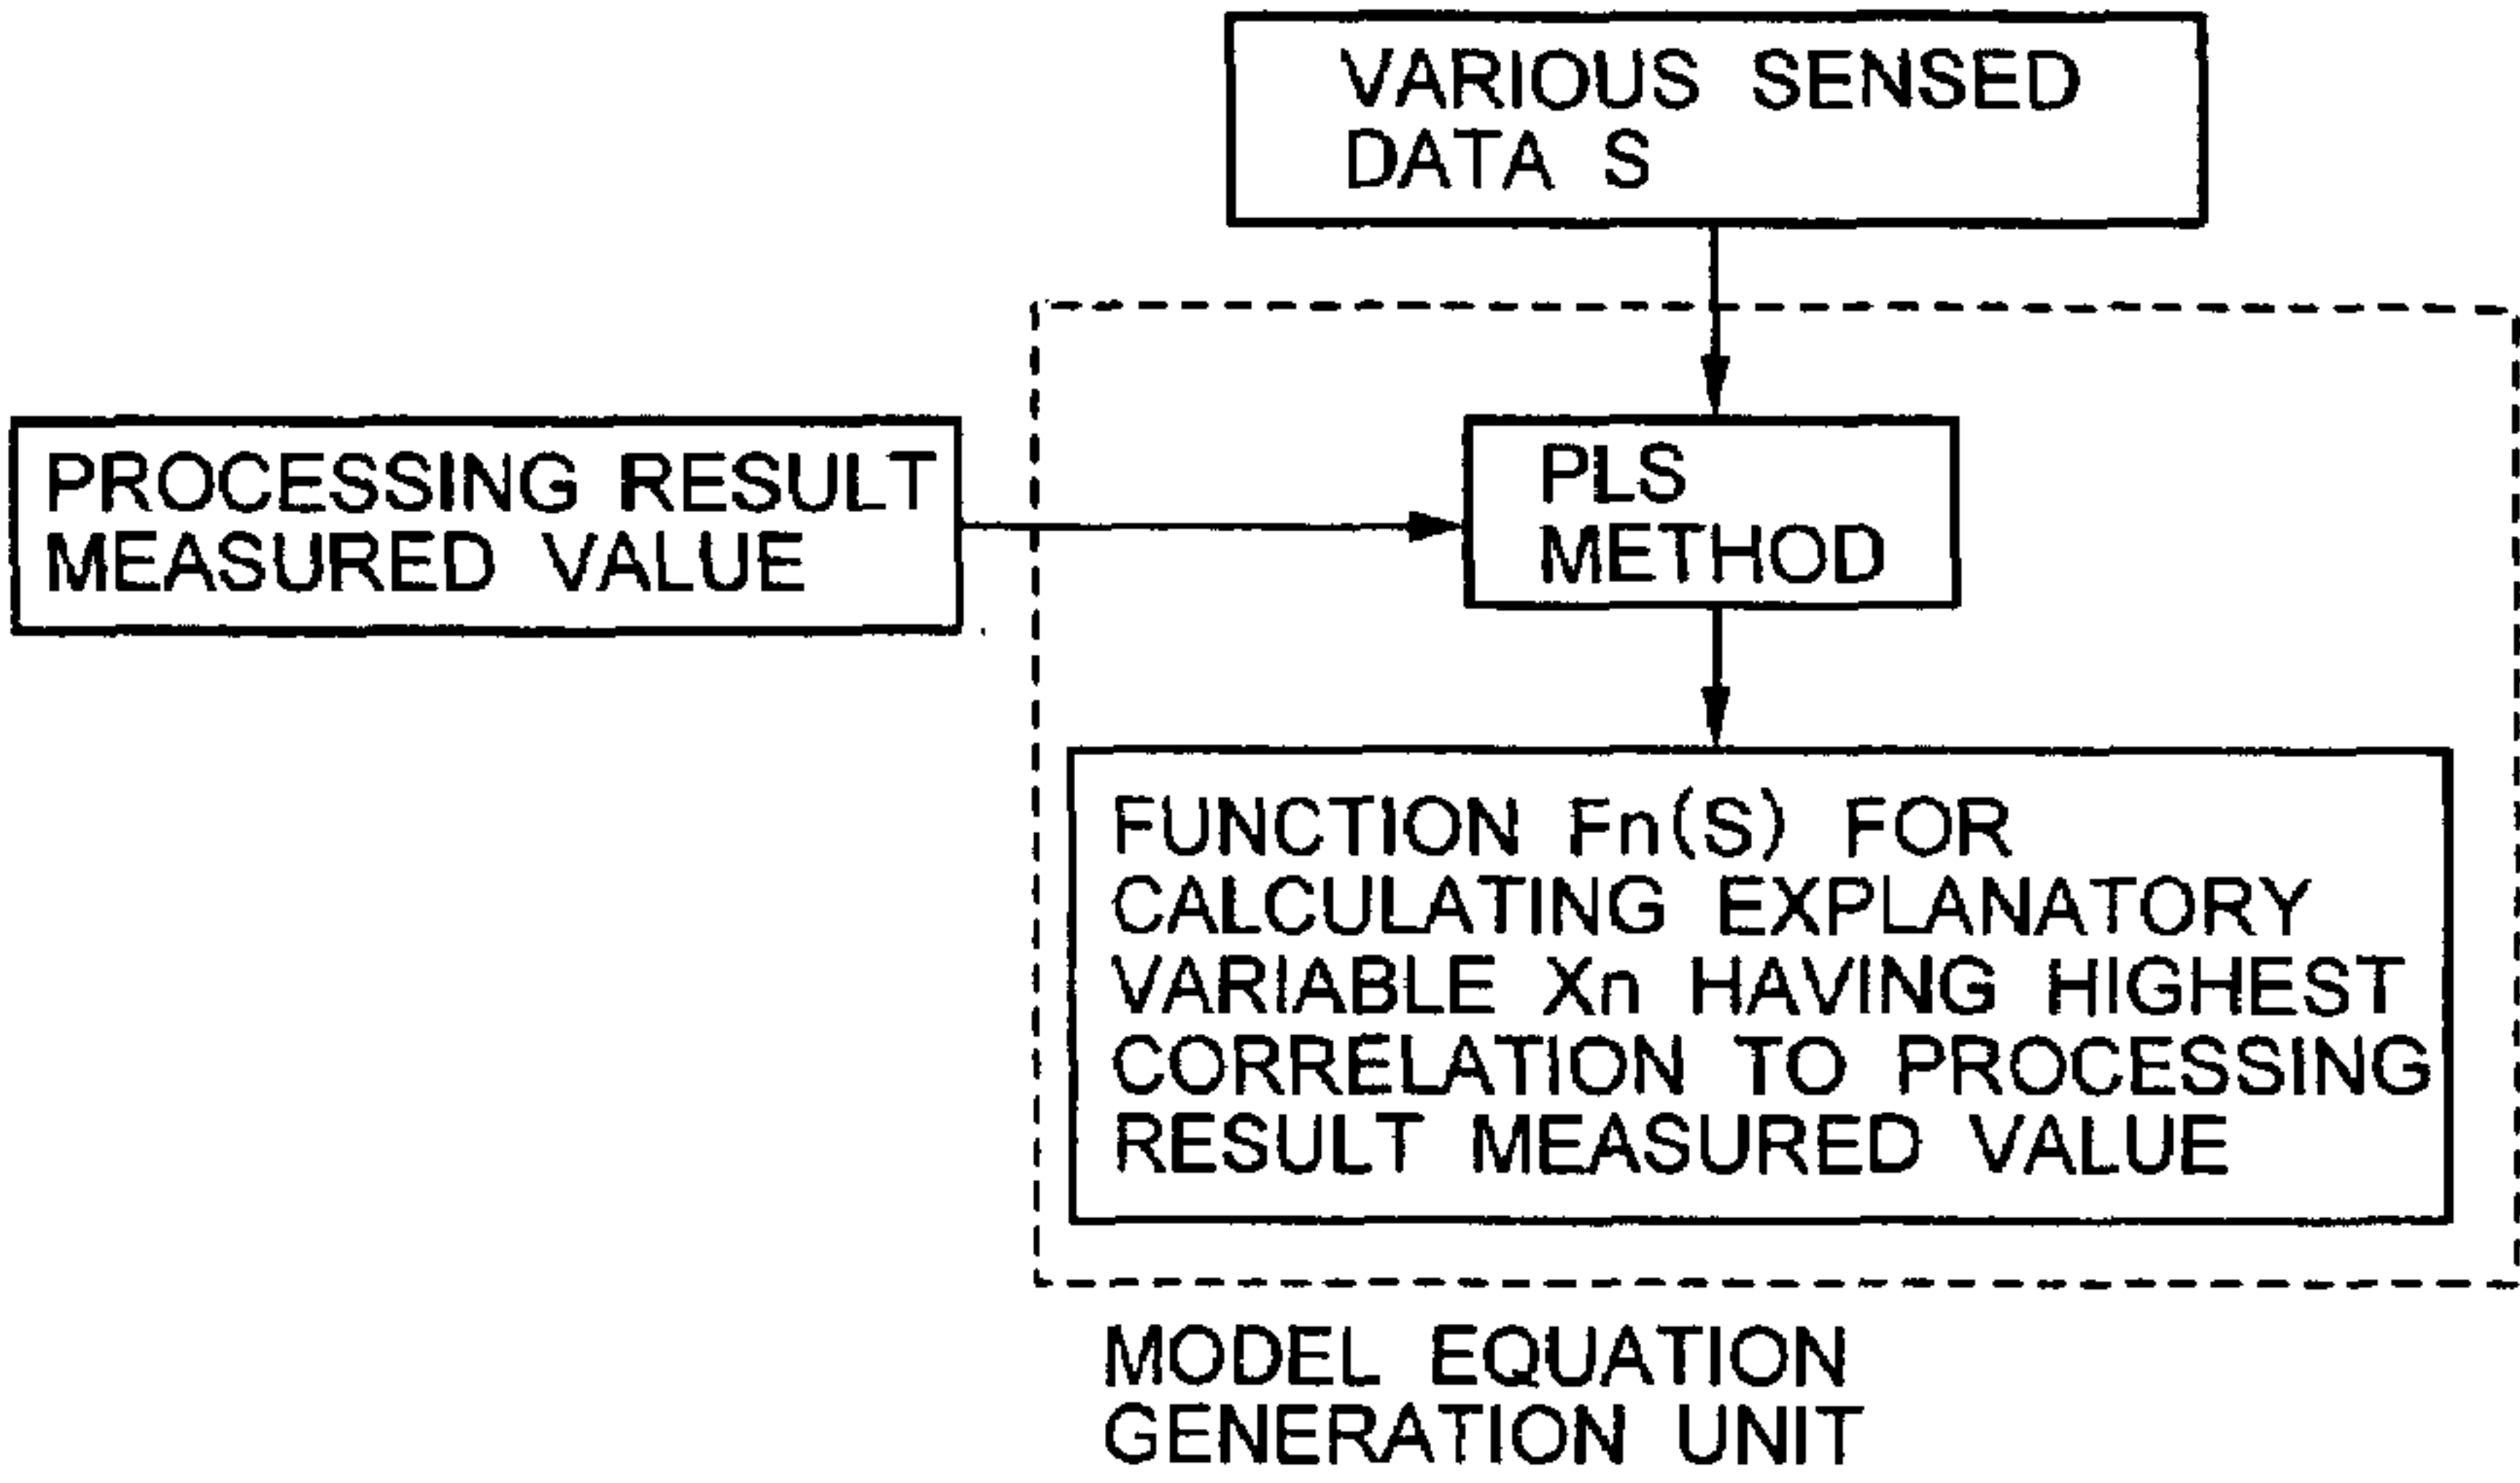 VARIOUS SENSED
DATA S
PROCESSING RESULT
MEASURED VALUE
PLS
METHOD
FUNCTION Fn(S) FOR
CALCULATING EXPLANATORY
VARIABLE Xn HAVING HIGHEST
CORRELATION TO PROCESSING
RESULT MEASURED VALUE
MODEL EQUATION
GENERATION UNIT